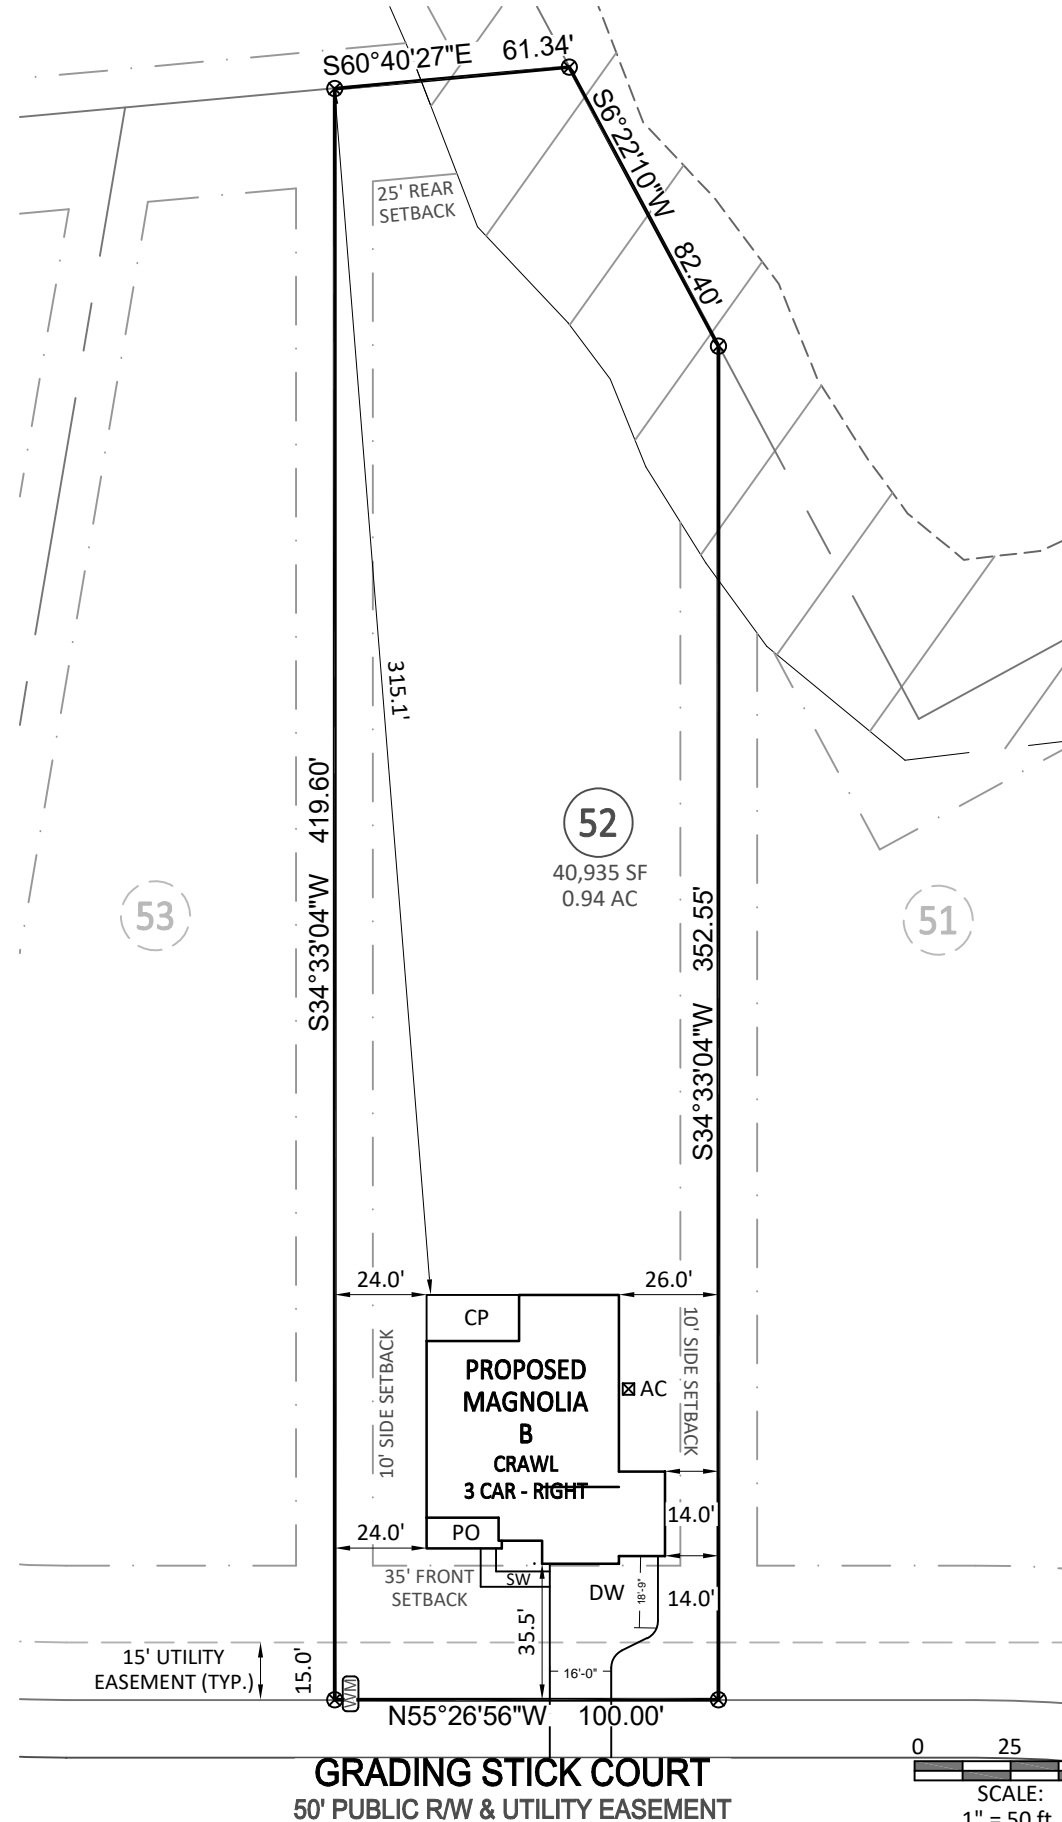 S60°40'27"E 61.34'
S6°22'10"W 82.40'
25' REAR
SETBACK
315.1'
S34°33'04"W 419.60'
52
40,935 SF
0.94 AC
53
51
S34°33'04"W 352.55'
24.0'
26.0'
CP
10' SIDE SETBACK
10' SIDE SETBACK
PROPOSED
MAGNOLIA
B
CRAWL
3 CAR - RIGHT
AC
14.0'
24.0'
PO
35' FRONT
SETBACK
SW
DW
18'-9"
14.0'
35.5'
15' UTILITY
EASEMENT (TYP.)
15.0'
16'-0"
WM
N55°26'56"W 100.00'
GRADING STICK COURT
50' PUBLIC R/W & UTILITY EASEMENT
0 25
SCALE:
1" = 50 ft